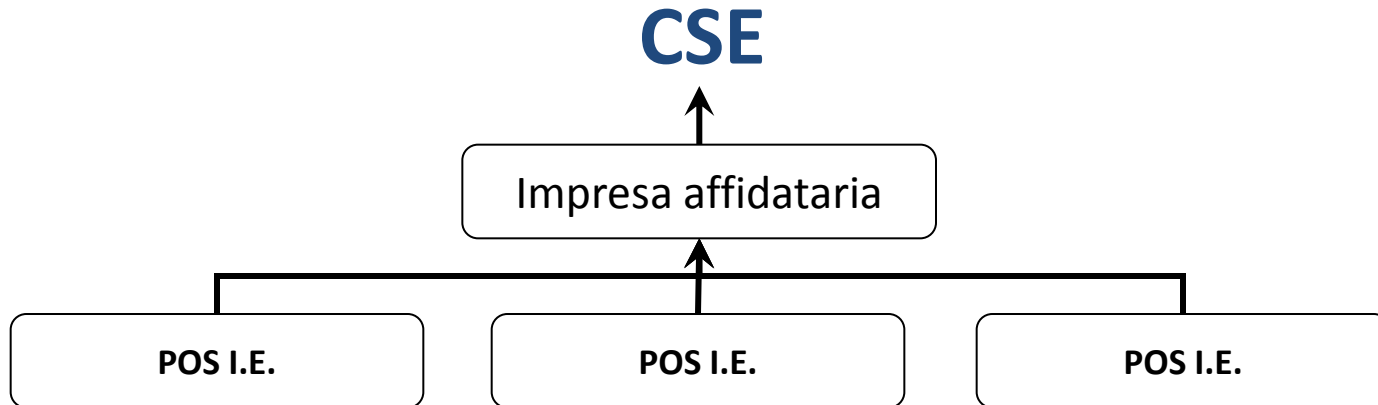 CSE
Impresa affidataria
POS I.E.
POS I.E.
POS I.E.